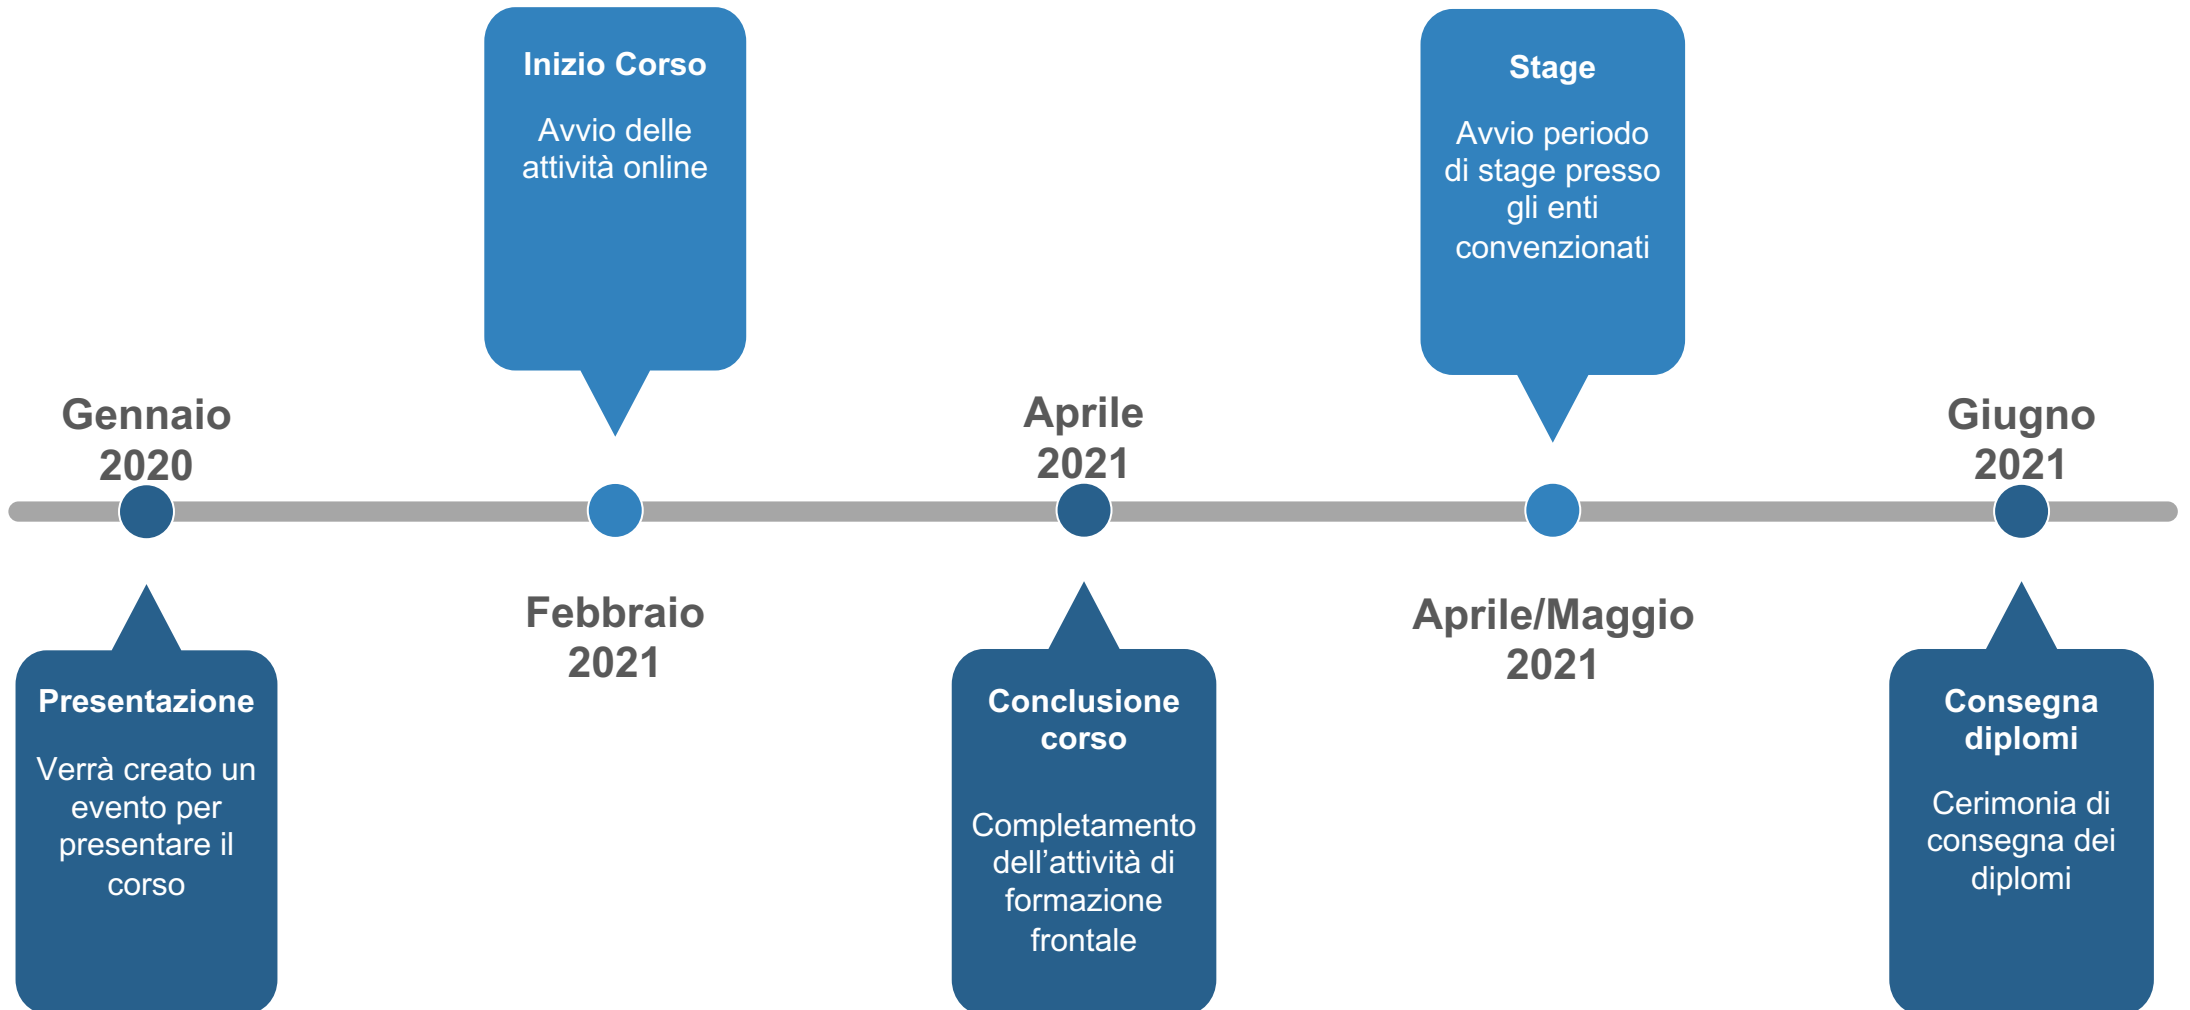 Gennaio
2020
Presentazione
Verrà creato un
evento per
presentare il
corso
Inizio Corso
Avvio delle
attività online
Febbraio
2021
Aprile
2021
Conclusione
corso
Completamento
dell’attività di
formazione
frontale
Stage
Avvio periodo
di stage presso
gli enti
convenzionati
Aprile/Maggio
2021
Giugno
2021
Consegna
diplomi
Cerimonia di
consegna dei
diplomi